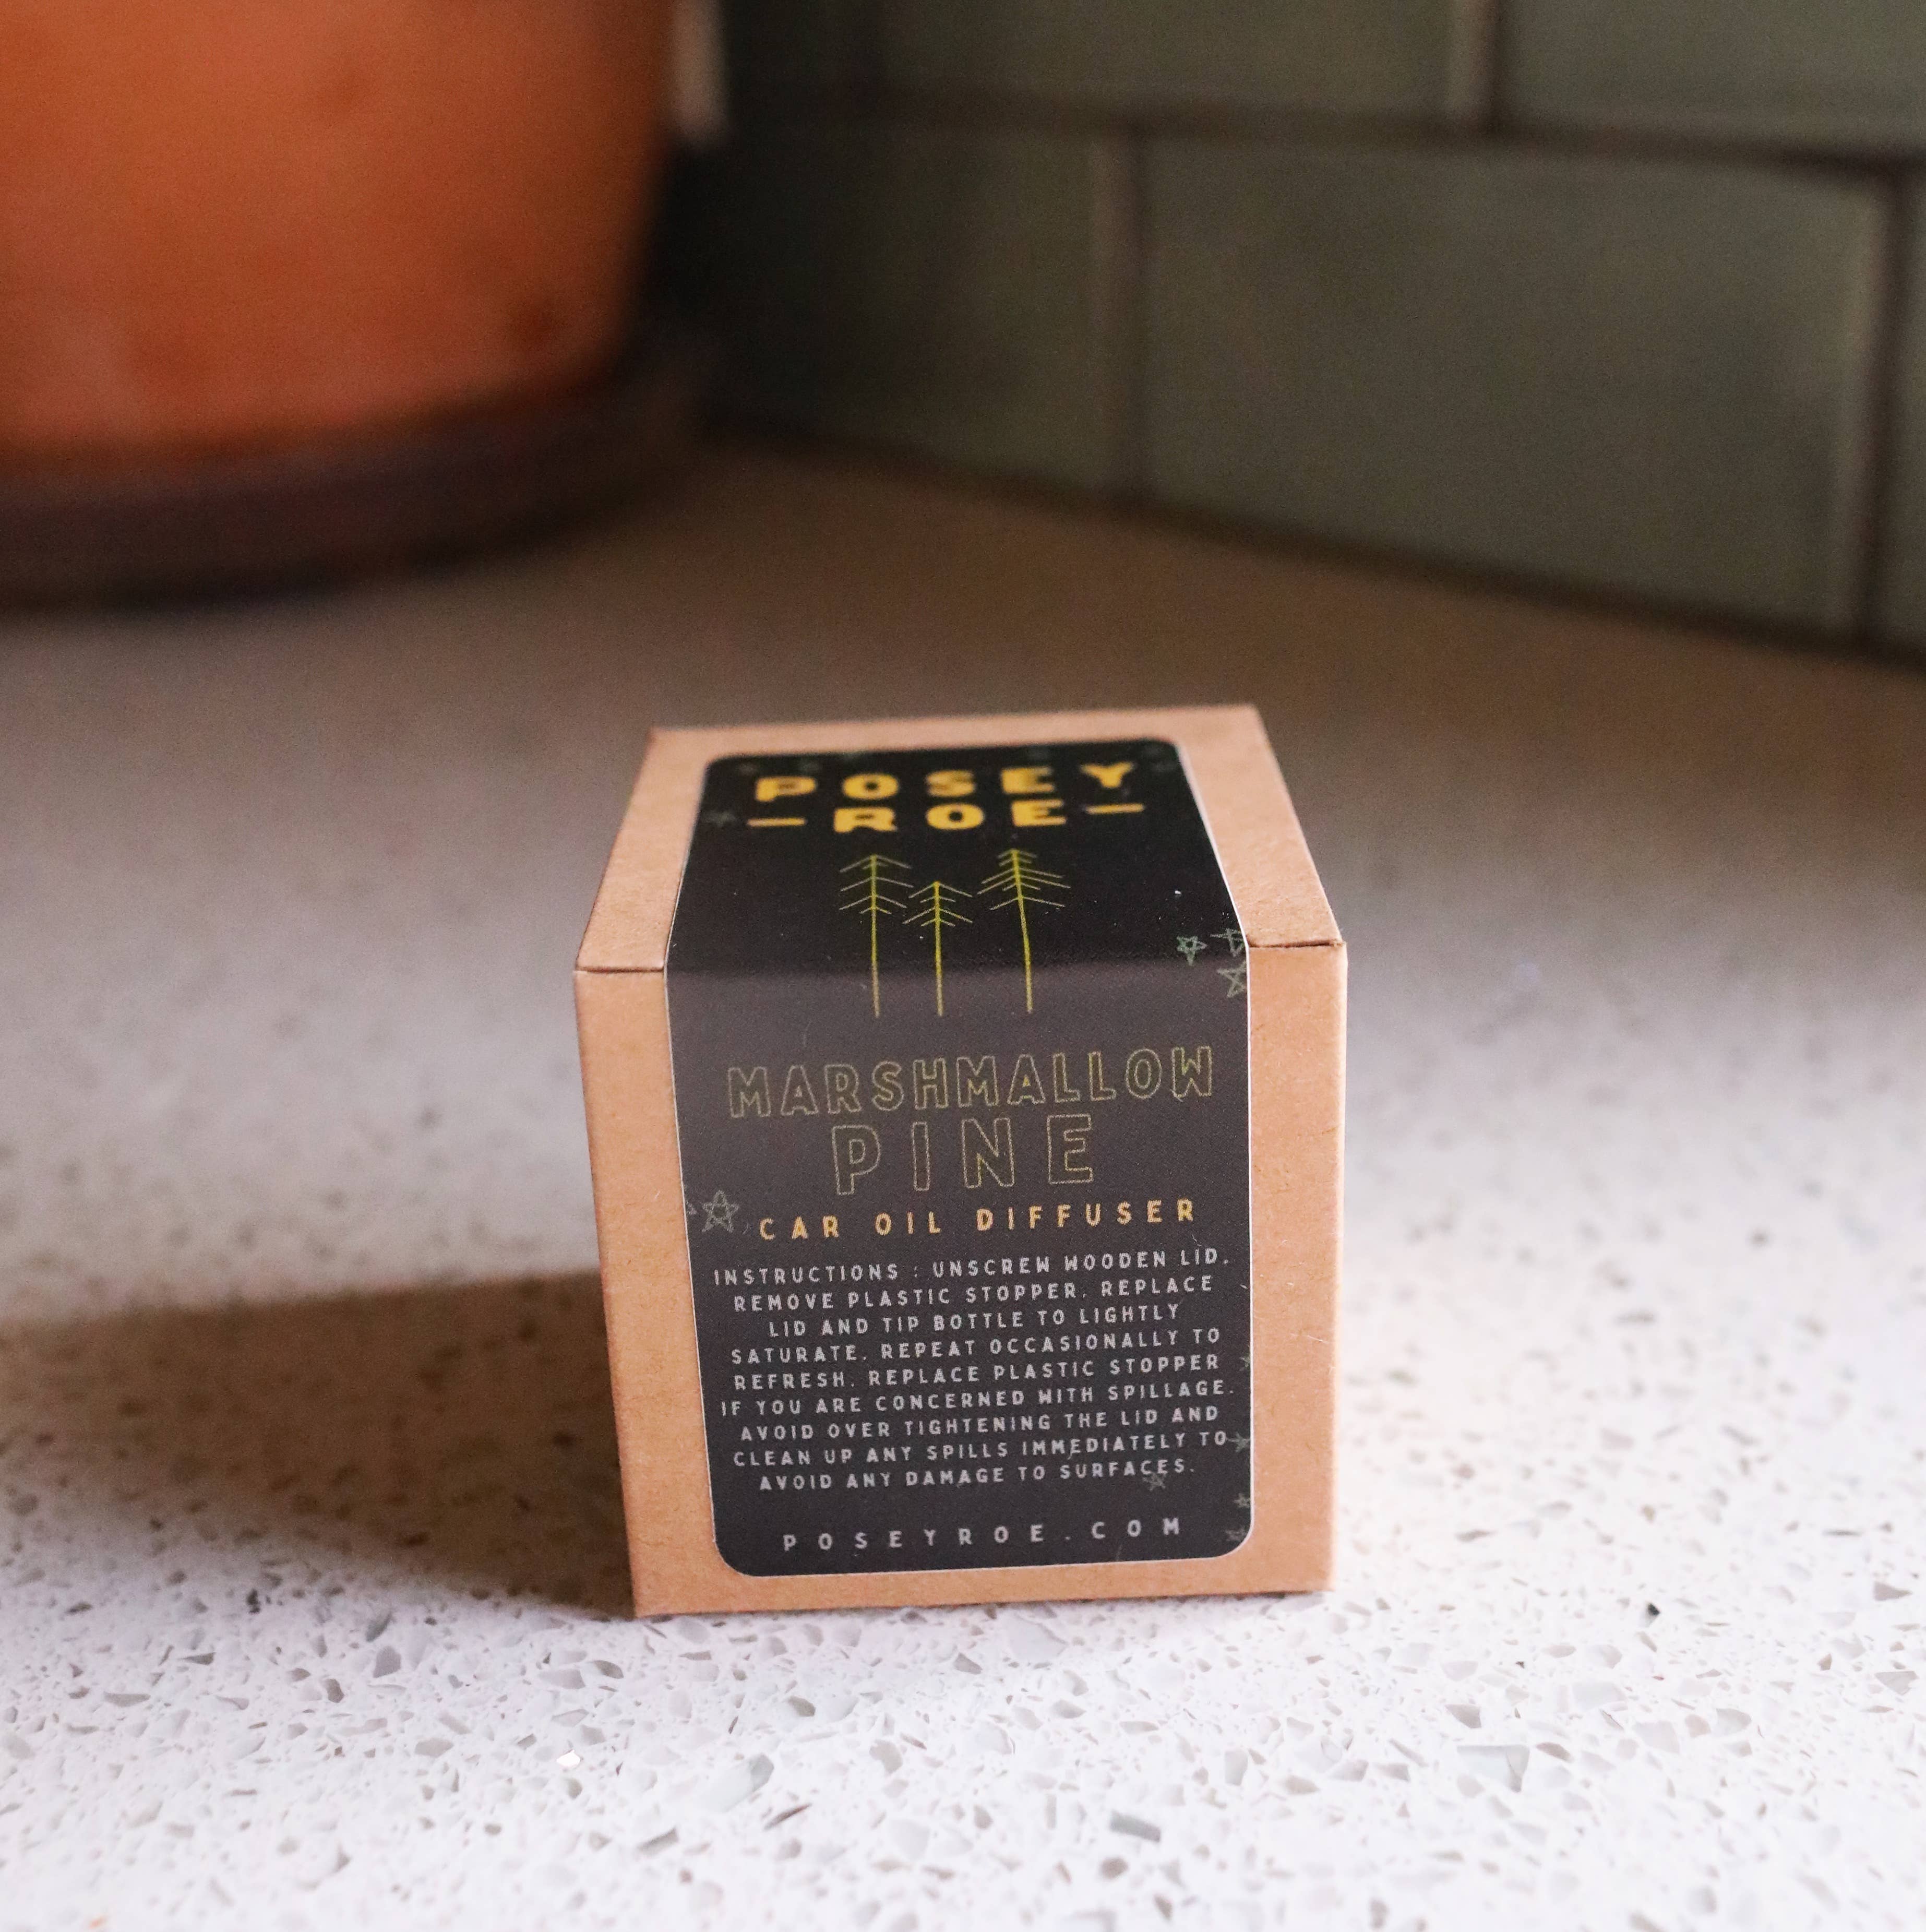 POSEY
— ROE —
MARSHMALLOW
PINE
CAR OIL DIFFUSER
INSTRUCTIONS : UNSCREW WOODEN LID.
REMOVE PLASTIC STOPPER. REPLACE
LID AND TIP BOTTLE TO LIGHTLY
SATURATE. REPEAT OCCASIONALLY TO
REFRESH. REPLACE PLASTIC STOPPER
IF YOU ARE CONCERNED WITH SPILLAGE.
AVOID OVER TIGHTENING THE LID AND
CLEAN UP ANY SPILLS IMMEDIATELY TO
AVOID ANY DAMAGE TO SURFACES.
POSEYROE.COM